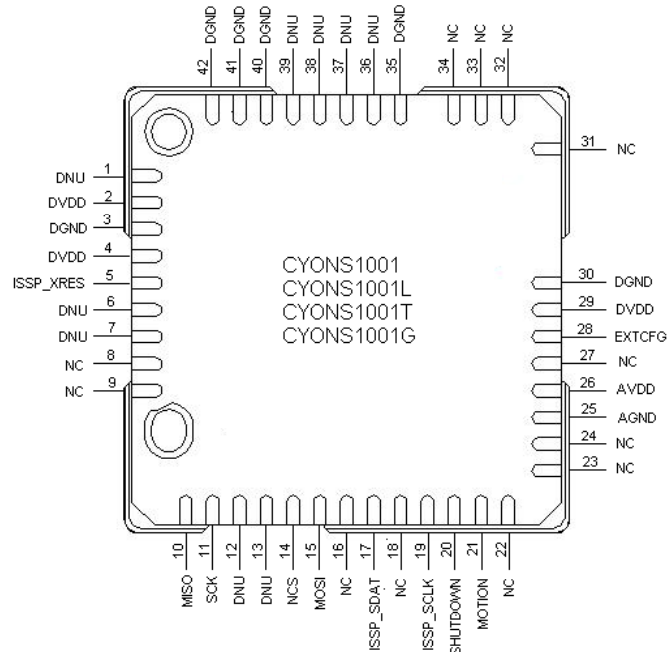 DGND DGND DGND DNU DNU DNU DNU DGND NC NC NC
42 41 40 39 38 37 36 35 34 33 32
DNU 1
DVDD 2
DGND 3
DVDD 4
ISSP_XRES 5
DNU 6
DNU 7
NC 8
NC 9
CYONS1001
CYONS1001L
CYONS1001T
CYONS1001G
31 NC
30 DGND
29 DVDD
28 EXTCFG
27 NC
26 AVDD
25 AGND
24 NC
23 NC
10 11 12 13 14 15 16 17 18 19 20 21 22
MISO SCK DNU DNU NCS MOSI NC ISSP_SDAT NC ISSP_SCLK SHUTDOWN MOTION NC